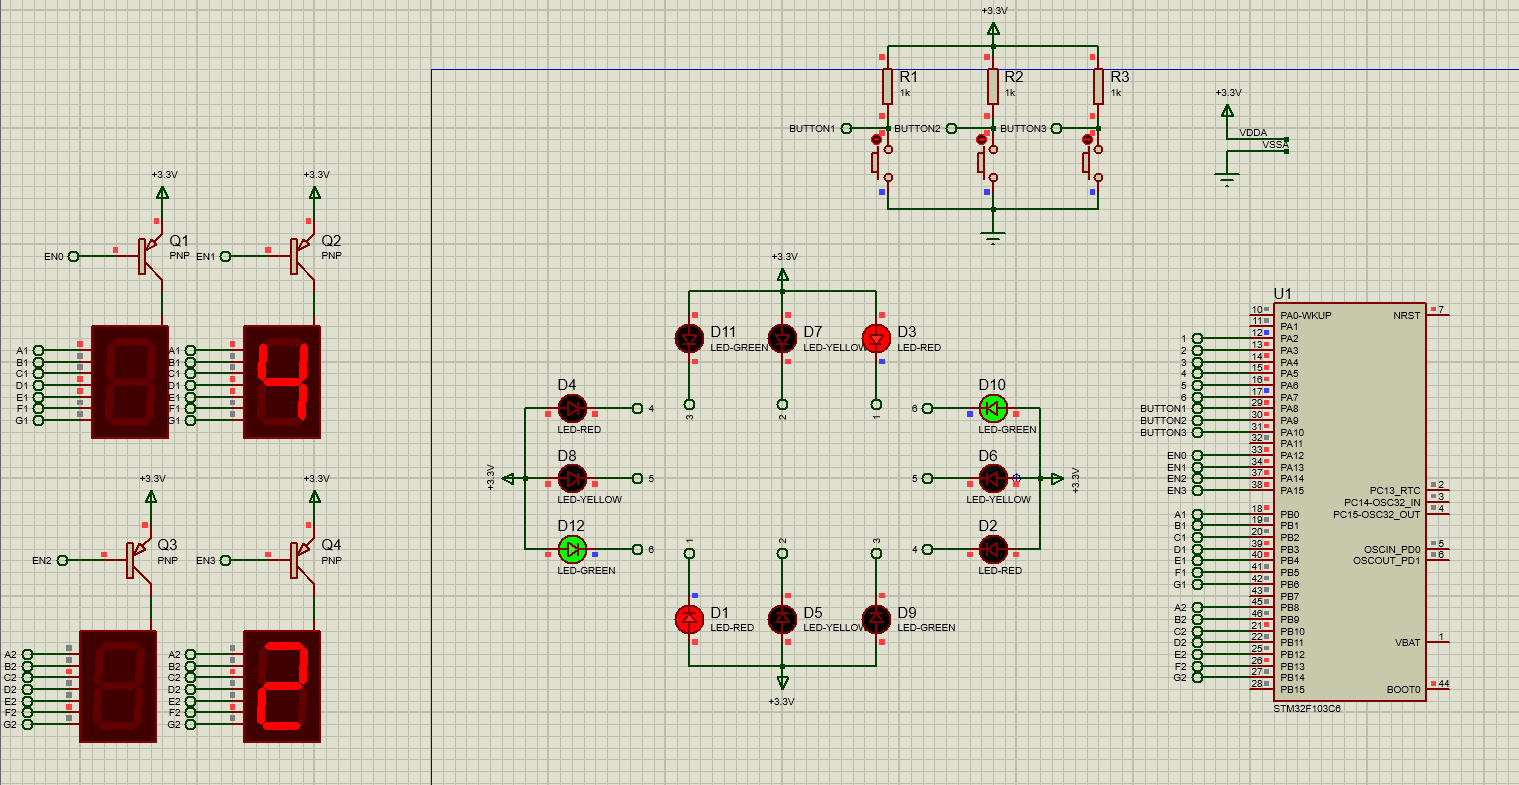 +3.3V
R1
1k
R2
1k
R3
1k
BUTTON1
BUTTON2
BUTTON3
+3.3V
VDDA
VSSA
+3.3V
+3.3V
EN0
Q1
PNP
EN1
Q2
PNP
A1
B1
C1
D1
E1
F1
G1
A1
B1
C1
D1
E1
F1
G1
4
+3.3V
+3.3V
EN2
Q3
PNP
EN3
Q4
PNP
A2
B2
C2
D2
E2
F2
G2
A2
B2
C2
D2
E2
F2
G2
2
+3.3V
D11
LED-GREEN
D7
LED-YELLOW
D3
LED-RED
3
2
1
D4
LED-RED
4
+3.3V
D8
LED-YELLOW
5
D12
LED-GREEN
6
6
D10
LED-GREEN
5
D6
LED-YELLOW
+3.3V
4
D2
LED-RED
1
2
3
D1
LED-RED
D5
LED-YELLOW
D9
LED-GREEN
+3.3V
U1
10 PA0-WKUP
11 PA1
1 12 PA2
2 13 PA3
3 14 PA4
4 15 PA5
5 16 PA6
6 17 PA7
BUTTON1 29 PA8
BUTTON2 30 PA9
BUTTON3 31 PA10
32 PA11
EN0 33 PA12
EN1 34 PA13
EN2 37 PA14
EN3 38 PA15
A1 18 PB0
B1 19 PB1
C1 20 PB2
D1 39 PB3
E1 40 PB4
F1 41 PB5
G1 42 PB6
43 PB7
A2 45 PB8
B2 46 PB9
C2 21 PB10
D2 22 PB11
E2 25 PB12
F2 26 PB13
G2 27 PB14
28 PB15
NRST 7
PC13_RTC 2
PC14-OSC32_IN 3
PC15-OSC32_OUT 4
OSCIN_PD0 5
OSCOUT_PD1 6
VBAT 1
BOOT0 44
STM32F103C6